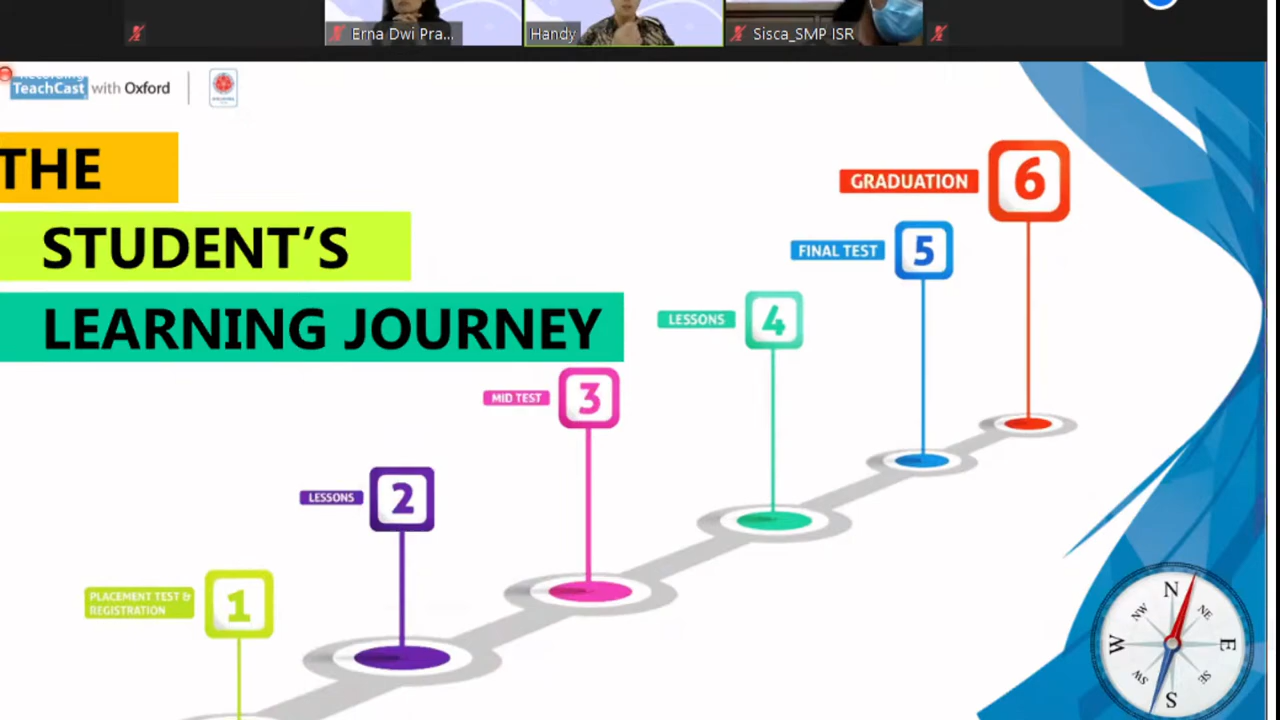 Erna Dwi Pra...
Handy
Sisca_SMP ISR
Recording
TeachCast with Oxford
THE
STUDENT’S
LEARNING JOURNEY
GRADUATION
6
FINAL TEST
5
LESSONS
4
MID TEST
3
LESSONS
2
PLACEMENT TEST &
REGISTRATION
1
N
NW
NE
W
E
SW
SE
S